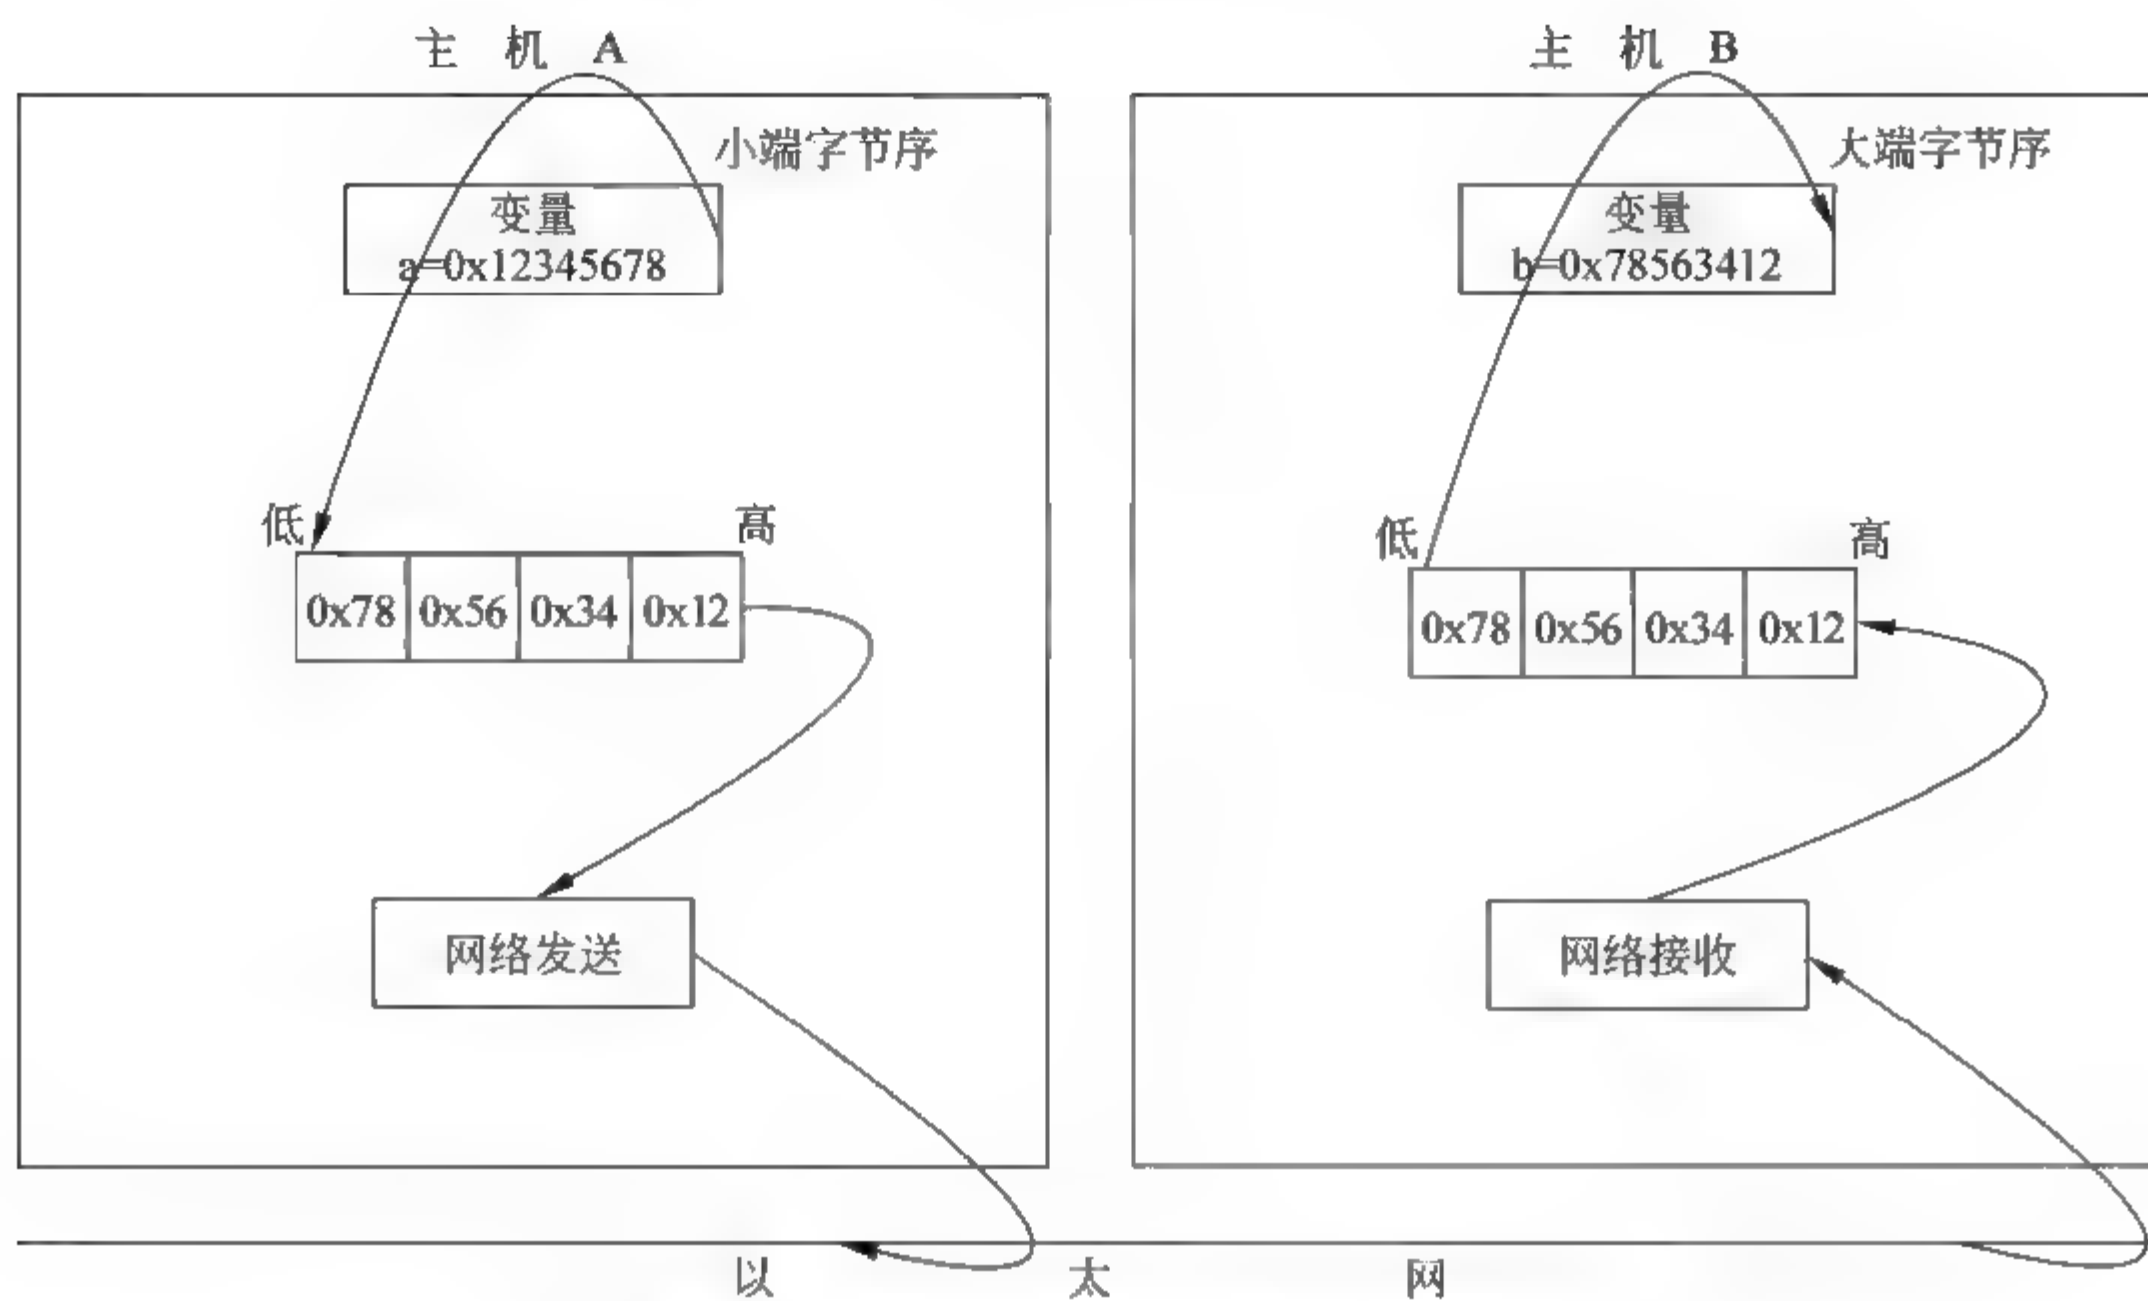 主 机 A
小端字节序
变量
a=0x12345678
低 高
0x78 0x56 0x34 0x12
网络发送
主 机 B
大端字节序
变量
b=0x78563412
低 高
0x78 0x56 0x34 0x12
网络接收
以 太 网